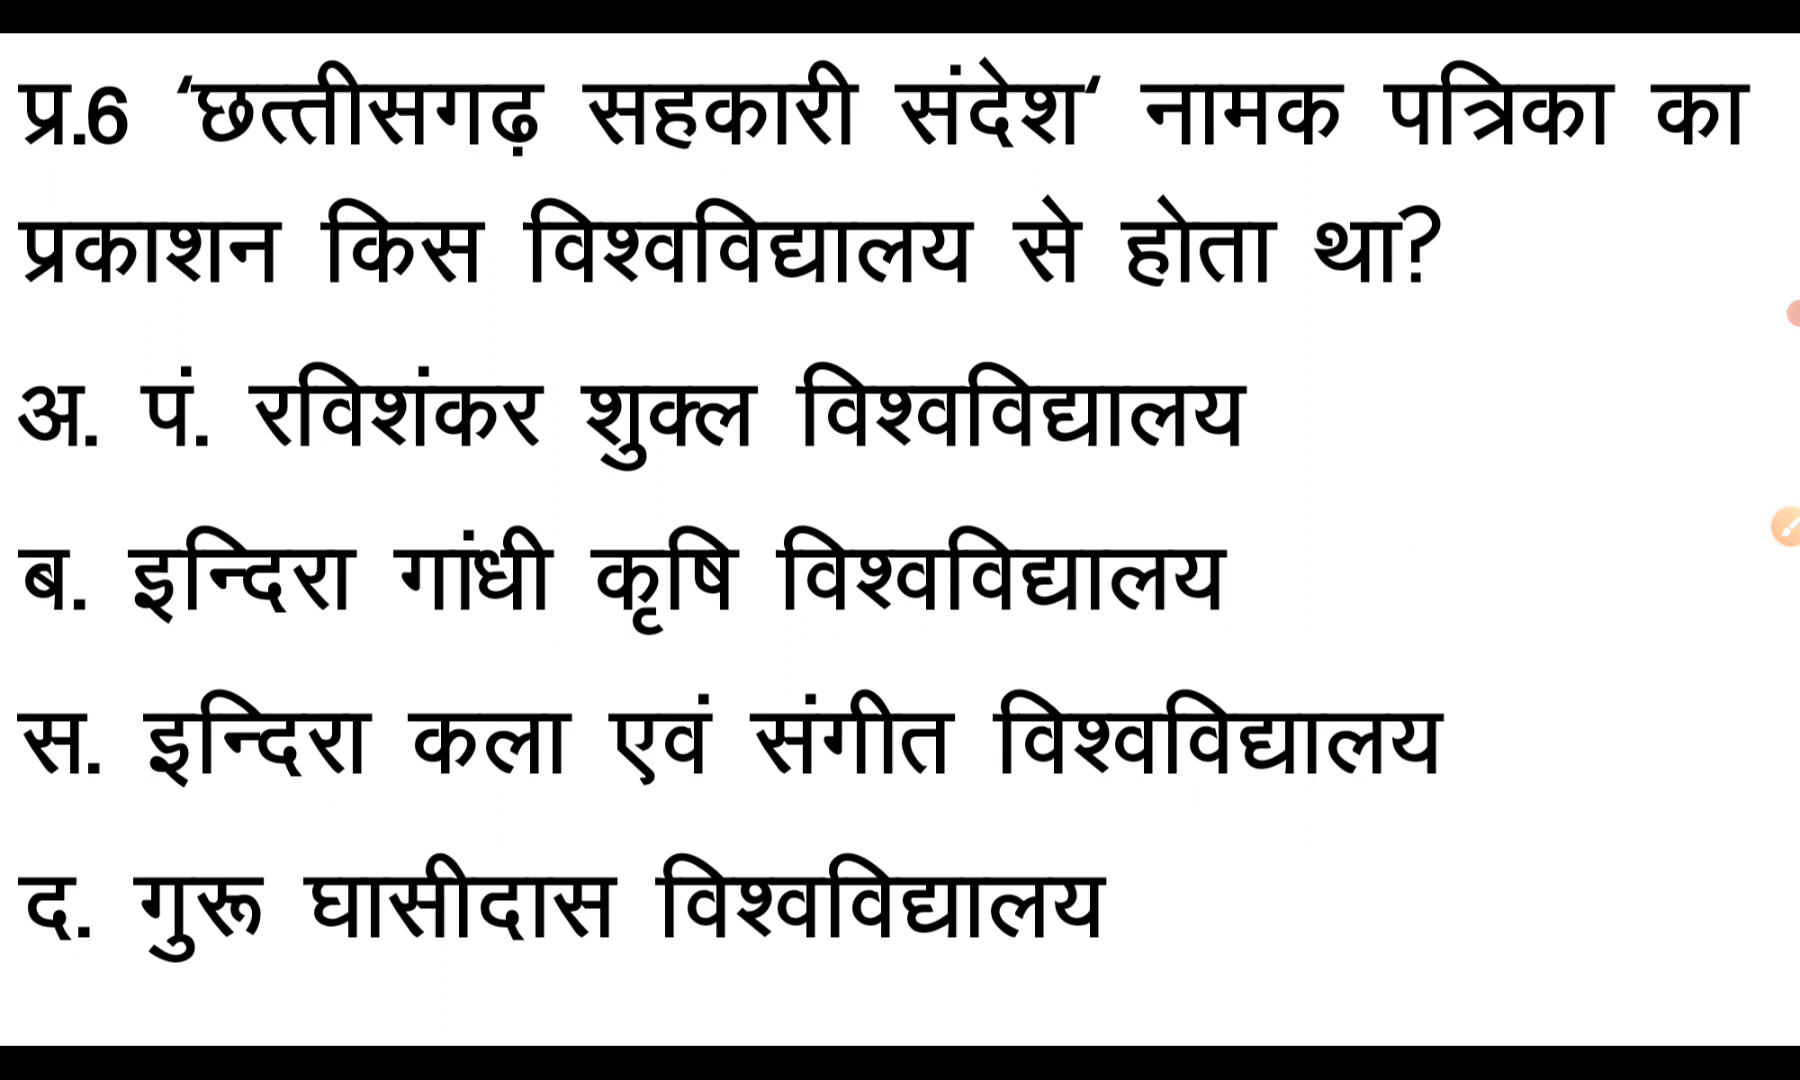 प्र.6 ‘छत्तीसगढ़ सहकारी संदेश‘ नामक पत्रिका का
प्रकाशन किस विश्वविद्यालय से होता था?
अ. पं. रविशंकर शुक्ल विश्वविद्यालय
ब. इन्दिरा गांधी कृषि विश्वविद्यालय
स. इन्दिरा कला एवं संगीत विश्वविद्यालय
द. गुरू घासीदास विश्वविद्यालय